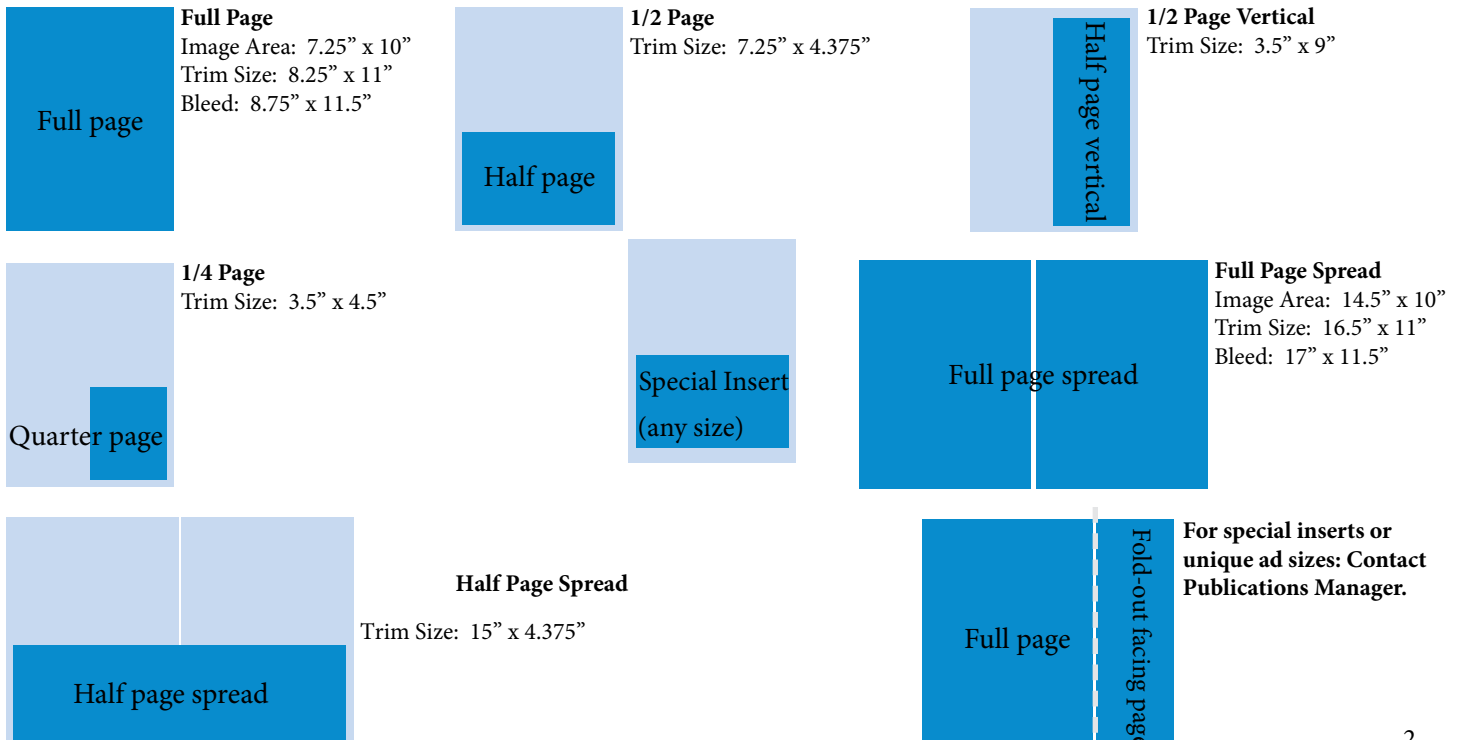 Full Page
Image Area:  7.25” x 10”
Trim Size:  8.25” x 11”
Bleed:  8.75” x 11.5”
Full page
1/2 Page
Trim Size:  7.25” x 4.375”
Half page
1/2 Page Vertical
Trim Size:  3.5” x 9”
Half page vertical
1/4 Page
Trim Size:  3.5” x 4.5”
Quarter page
Special Insert
(any size)
Full Page Spread
Image Area:  14.5” x 10”
Trim Size:  16.5” x 11”
Bleed:  17” x 11.5”
Full page spread
Half Page Spread
Trim Size:  15” x 4.375”
Half page spread
Full page
Fold-out facing page
For special inserts or
unique ad sizes: Contact
Publications Manager.
2